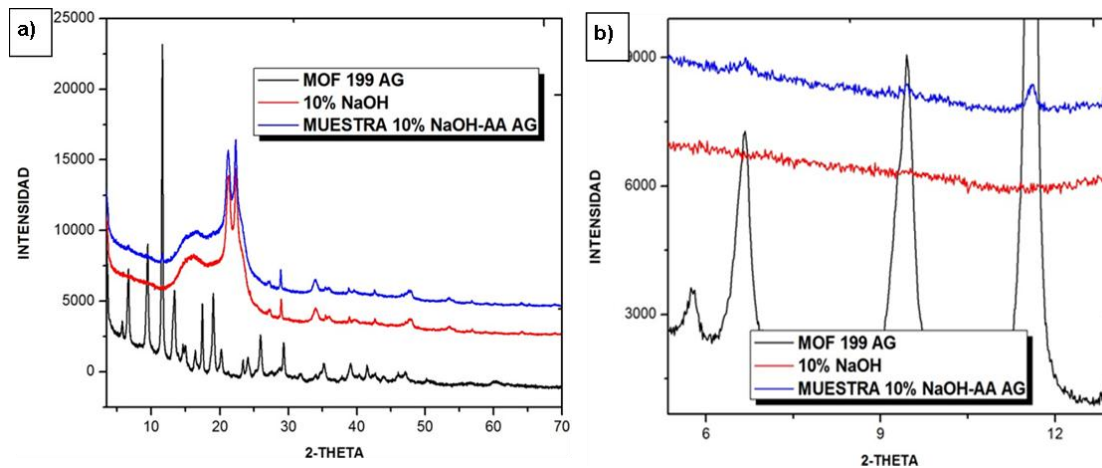 a)
25000
20000
15000
10000
5000
0
INTENSIDAD
10 20 30 40 50 60 70
2-THETA
MOF 199 AG
10% NaOH
MUESTRA 10% NaOH-AA AG
b)
9000
6000
3000
INTENSIDAD
6 9 12
2-THETA
MOF 199 AG
10% NaOH
MUESTRA 10% NaOH-AA AG